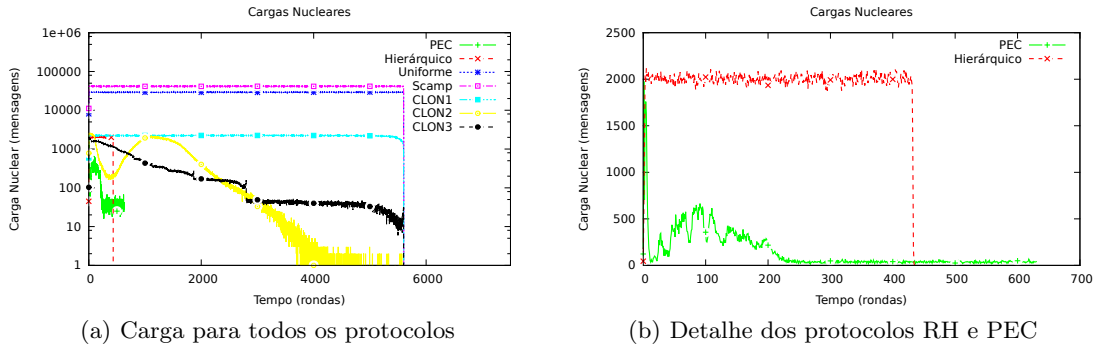 Cargas Nucleares
1e+06
100000
10000
1000
100
10
1
Carga Nuclear (mensagens)
0
2000
4000
6000
Tempo (rondas)
PEC
Hierárquico
Uniforme
Scamp
CLON1
CLON2
CLON3
(a) Carga para todos os protocolos
Cargas Nucleares
2500
2000
1500
1000
500
0
Carga Nuclear (mensagens)
0
100
200
300
400
500
600
700
Tempo (rondas)
PEC
Hierárquico
(b) Detalhe dos protocolos RH e PEC